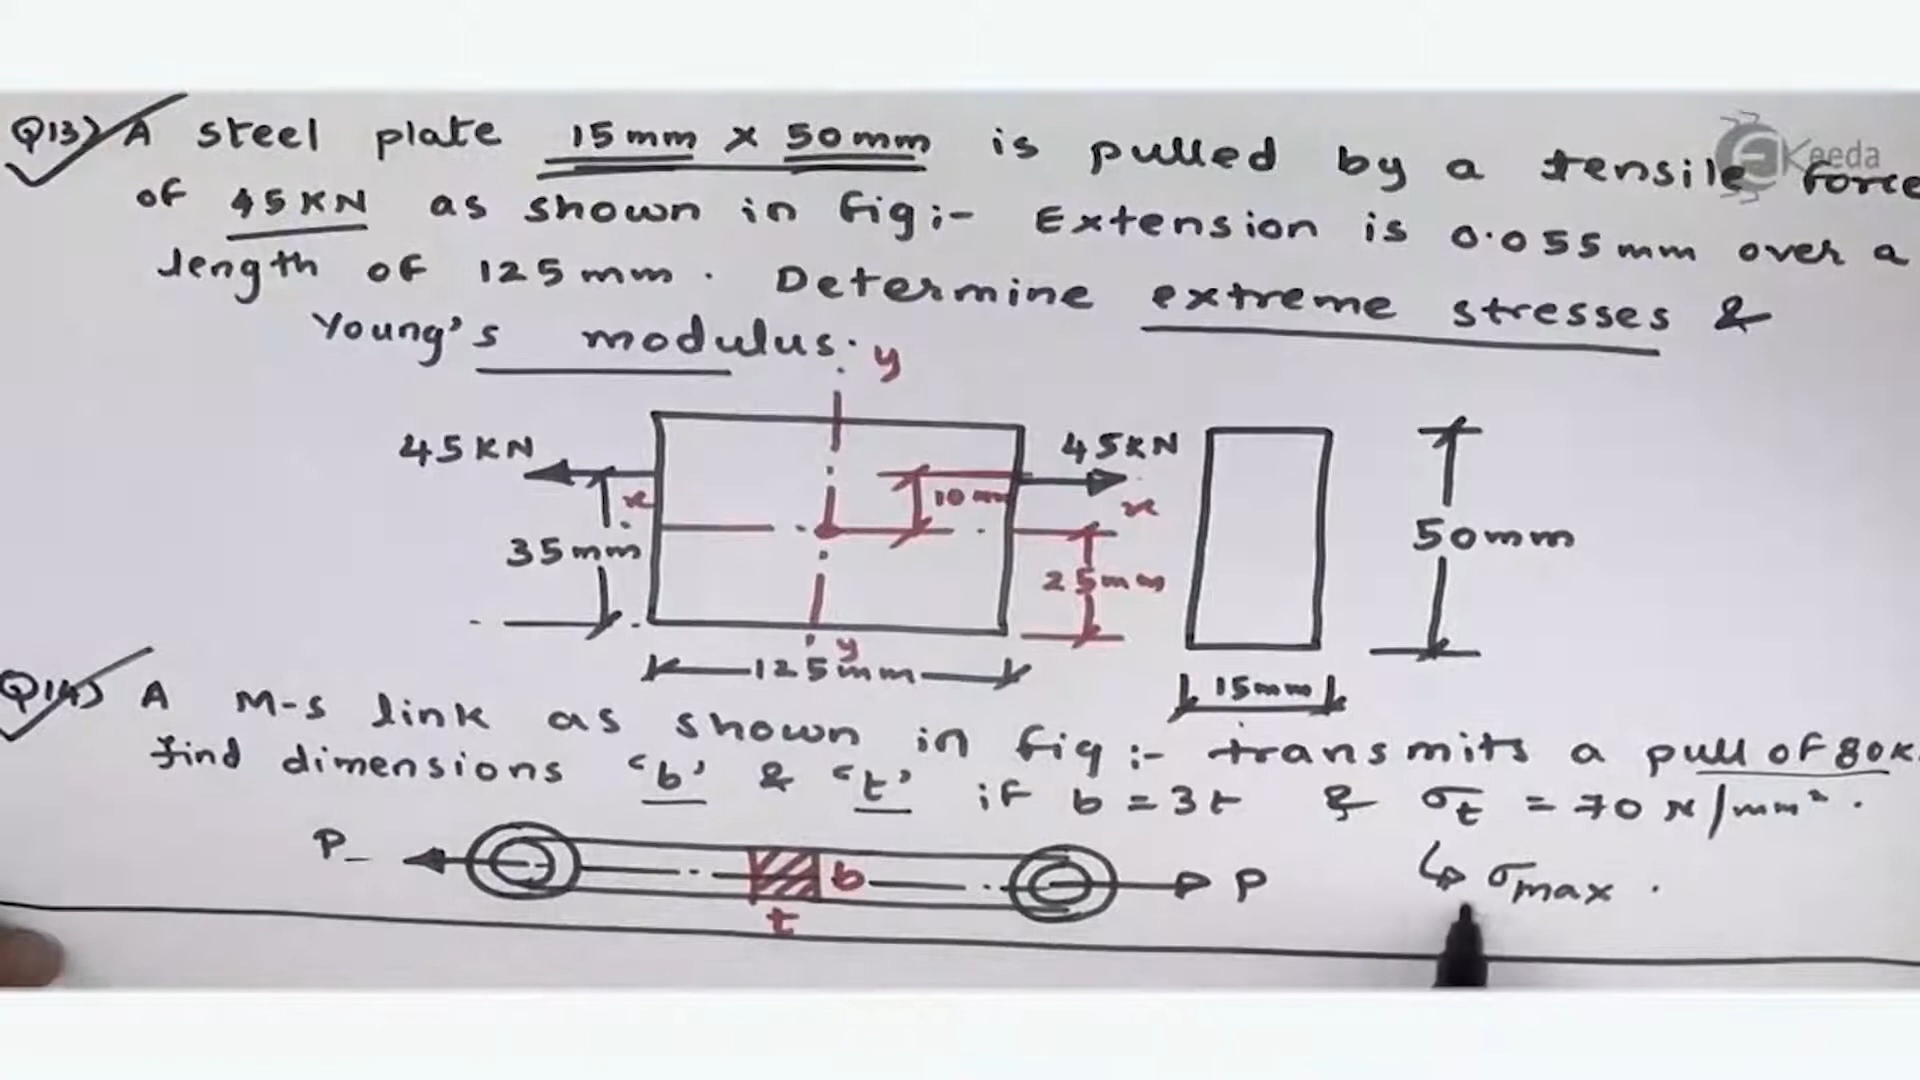 Q13) A steel plate 15mm x 50mm is pulled by a tensile force
of 45KN as shown in fig:- Extension is 0.055mm over a
length of 125mm. Determine extreme stresses &
Young's modulus.
y
45KN
45KN
x
10mm
x
35mm
25mm
50mm
y
125mm
15mm
Q14) A M-S link as shown in fig:- transmits a pull of 80K
find dimensions 'b' & 't' if b = 3t & σt = 70 N/mm².
P
b
P
σmax.
t
EKeeda